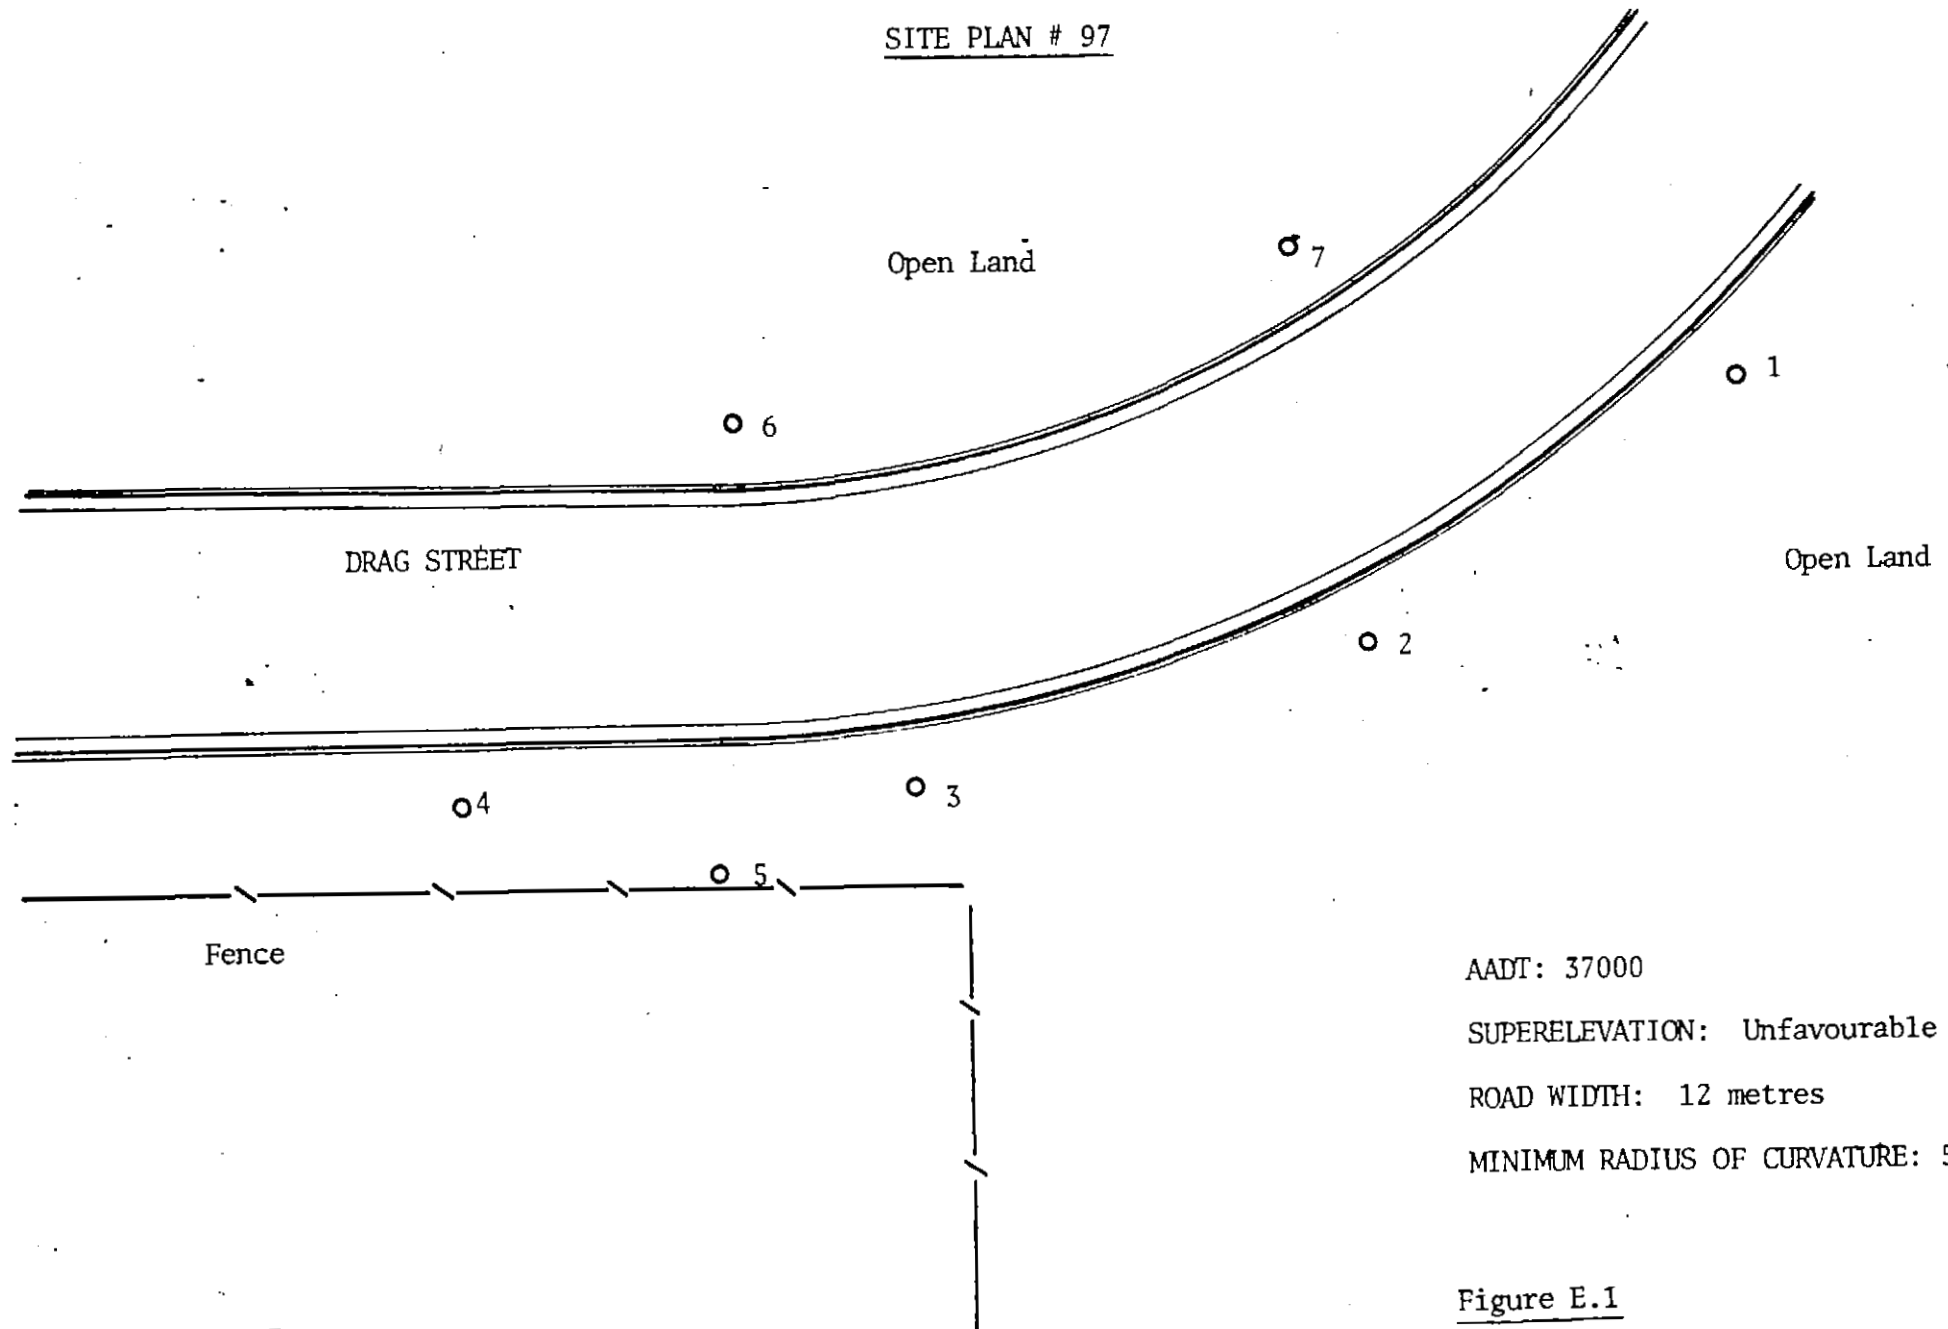 SITE PLAN # 97
Open Land
7
1
6
DRAG STREET
Open Land
2
3
4
5
Fence
AADT: 37000
SUPERELEVATION: Unfavourable
ROAD WIDTH: 12 metres
MINIMUM RADIUS OF CURVATURE:
Figure E.1